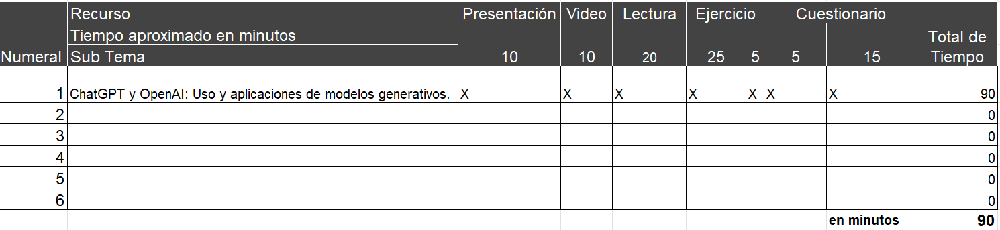 Recurso Presentación Video Lectura Ejercicio Cuestionario
Tiempo aproximado en minutos Total de
Numeral Sub Tema 10 10 20 25 5 5 15 Tiempo
1 ChatGPT y OpenAI: Uso y aplicaciones de modelos generativos. X X X X X X X 90
2 0
3 0
4 0
5 0
6 0
en minutos 90